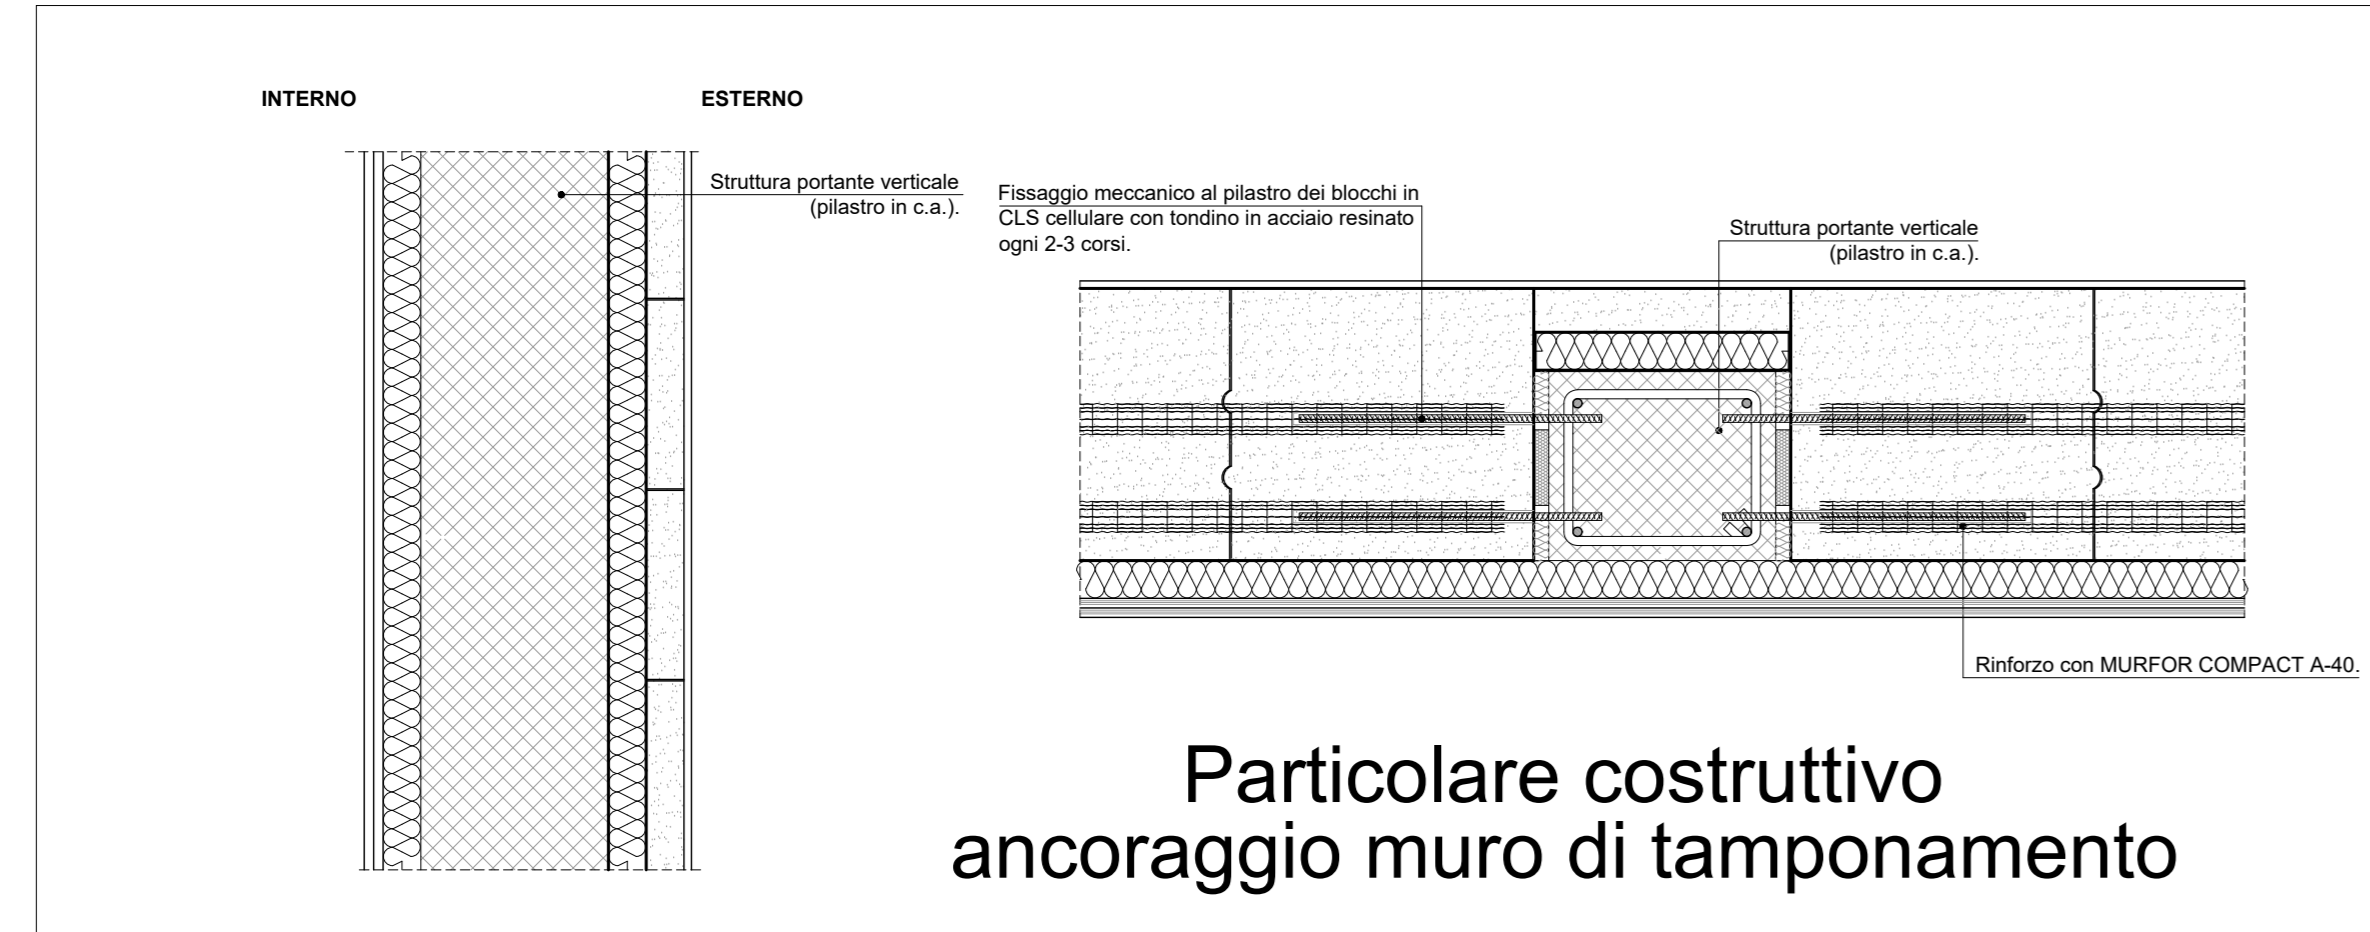 INTERNO
ESTERNO
Struttura portante verticale
(pilastro in c.a.).
Fissaggio meccanico al pilastro dei blocchi in
CLS cellulare con tondino in acciaio resinato
ogni 2-3 corsi.
Struttura portante verticale
(pilastro in c.a.).
Rinforzo con MURFOR COMPACT A-40.
Particolare costruttivo
ancoraggio muro di tamponamento